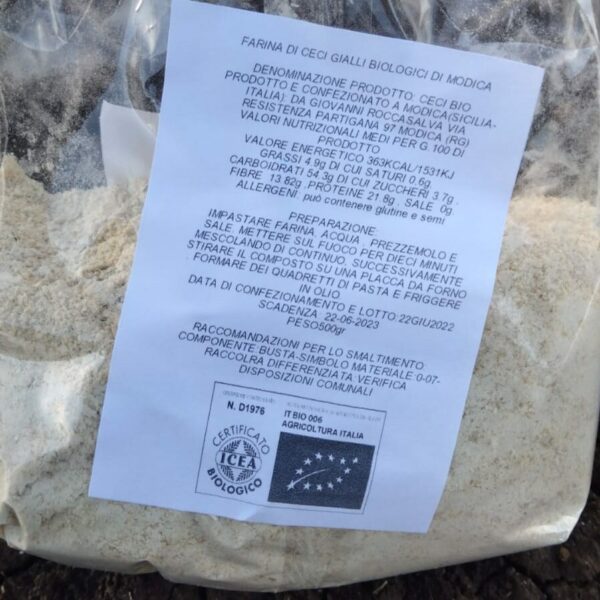 FARINA DI CECI GIALLI BIOLOGICI DI MODICA
DENOMINAZIONE PRODOTTO: CECI BIO
PRODOTTO E CONFEZIONATO A MODICA(SICILIA-
ITALIA): DA GIOVANNI ROCCASALVA VIA
RESISTENZA PARTIGANA 97 MODICA (RG)
VALORI NUTRIZIONALI MEDI PER G. 100 DI
PRODOTTO
VALORE ENERGETICO 363KCAL/1531KJ
GRASSI 4.9g DI CUI SATURI 0.6g
CARBOIDRATI 54.3g DI CUI ZUCCHERI 3.7g .
FIBRE 13.82g .PROTEINE 21.8g . SALE 0g
ALLERGENI. può contenere glutine e semi
PREPARAZIONE:
IMPASTARE FARINA, ACQUA , PREZZEMOLO E
SALE. METTERE SUL FUOCO PER DIECI MINUTI
MESCOLANDO DI CONTINUO. SUCCESSIVAMENTE
STIRARE IL COMPOSTO SU UNA PLACCA DA FORNO
. FORMARE DEI QUADRETTI DI PASTA E FRIGGERE
IN OLIO
DATA DI CONFEZIONAMENTO E LOTTO:22GIU2022
SCADENZA: 22-06-2023
PESO500gr
RACCOMANDAZIONI PER LO SMALTIMENTO:
COMPONENTE:BUSTA-SIMBOLO MATERIALE:0-07-
RACCOLRA DIFFERENZIATA:VERIFICA
DISPOSIZIONI COMUNALI
N. D1976
IT BIO 006
AGRICOLTURA ITALIA
CERTIFICATO
ICEA
BIOLOGICO